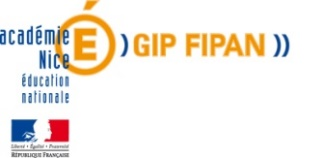 académie
Nice
É ) GIP FIPAN ))
éducation
nationale
Liberté • Égalité • Fraternité
RÉPUBLIQUE FRANÇAISE